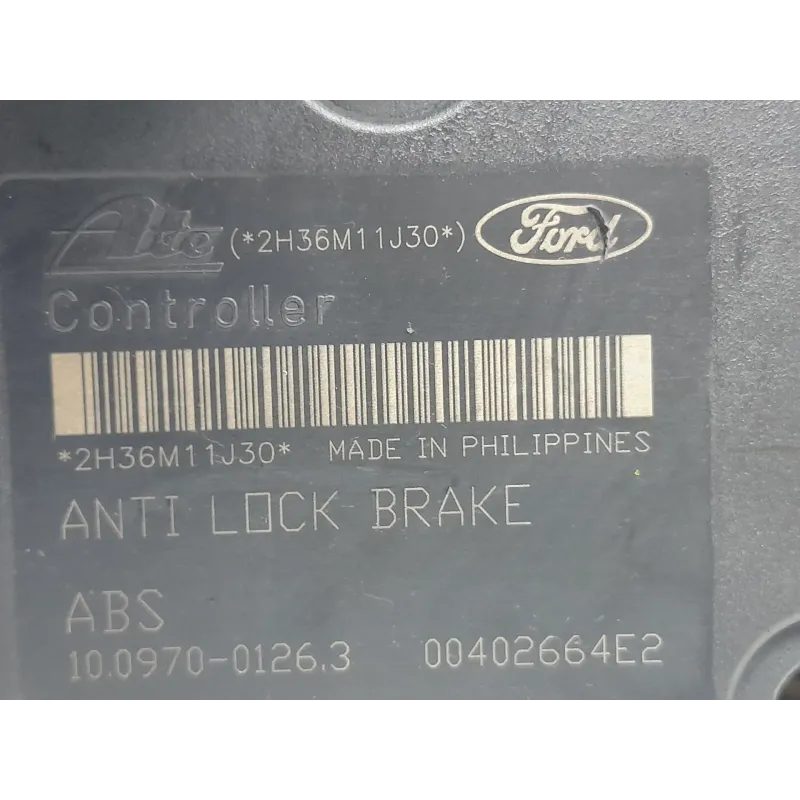 Ate (*2H36M11J30*) Ford
Controller
*2H36M11J30* MADE IN PHILIPPINES
ANTI LOCK BRAKE
ABS
10.0970-0126.3 00402664E2